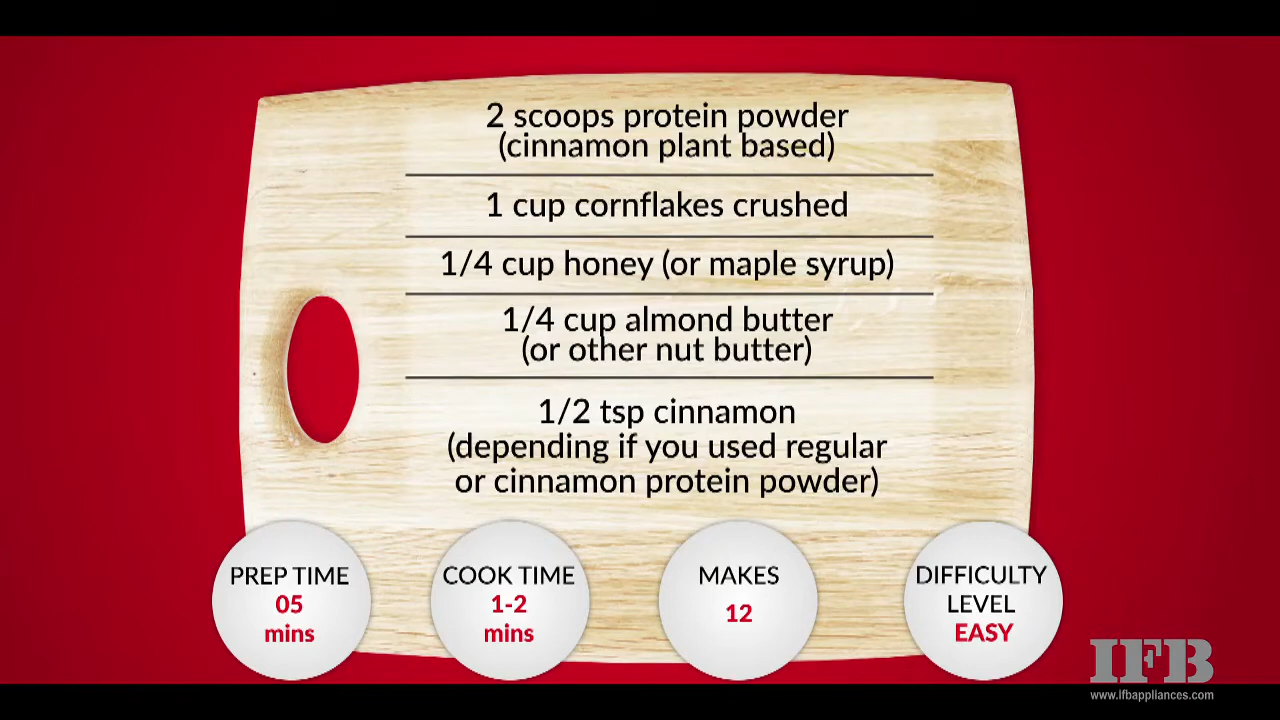 2 scoops protein powder
(cinnamon plant based)
1 cup cornflakes crushed
1/4 cup honey (or maple syrup)
1/4 cup almond butter
(or other nut butter)
1/2 tsp cinnamon
(depending if you used regular
or cinnamon protein powder)
PREP TIME
05
mins
COOK TIME
1-2
mins
MAKES
12
DIFFICULTY
LEVEL
EASY
IFB
www.ifbappliances.com